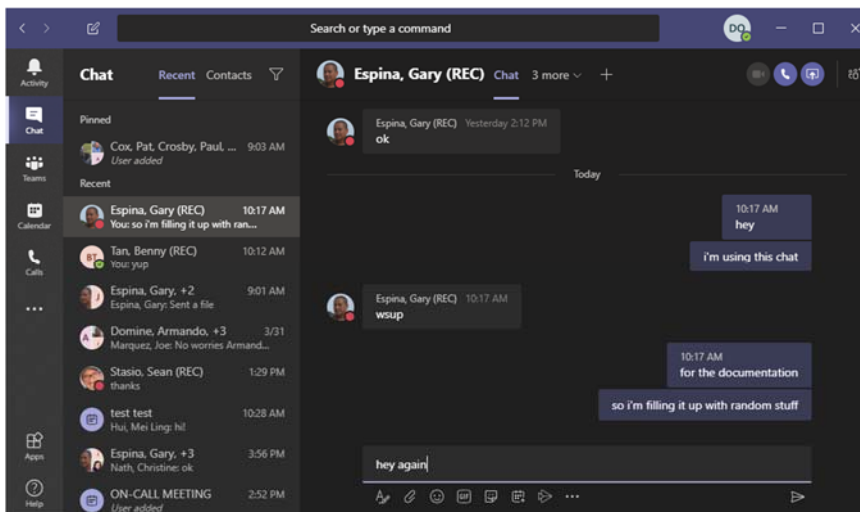 Search or type a command
DO
Activity
Chat
Teams
Calendar
Calls
Apps
Help
Chat Recent Contacts
Pinned
Cox, Pat, Crosby, Paul, ... 9:03 AM
User added
Recent
Espina, Gary (REC) 10:17 AM
You: so i'm filling it up with ran...
BT
Tan, Benny (REC) 10:12 AM
You: yup
Espina, Gary, +2 9:01 AM
Espina, Gary: Sent a file
Domine, Armando, +3 3/31
Marquez, Joe: No worries Armand...
Stasio, Sean (REC) 1:29 PM
thanks
test test 10:28 AM
Hui, Mei Ling: hi!
Espina, Gary, +3 3:56 PM
Nath, Christine: ok
ON-CALL MEETING 2:52 PM
User added
Espina, Gary (REC) Chat 3 more
Espina, Gary (REC) Yesterday 2:12 PM
ok
Today
10:17 AM
hey
i'm using this chat
Espina, Gary (REC) 10:17 AM
wsup
10:17 AM
for the documentation
so i'm filling it up with random stuff
hey again
GIF